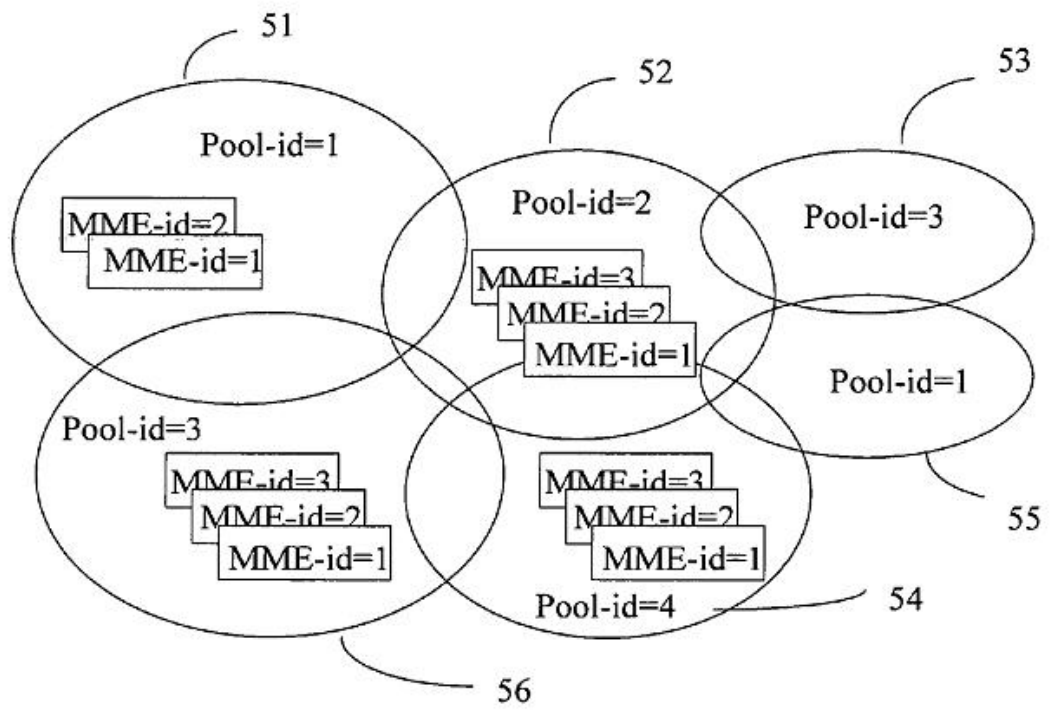 51
52
53
Pool-id=1
Pool-id=2
Pool-id=3
MME-id=2
MME-id=1
MME-id=3
MME-id=2
MME-id=1
Pool-id=1
Pool-id=3
MME-id=3
MME-id=2
MME-id=1
MME-id=3
MME-id=2
MME-id=1
Pool-id=4
55
54
56